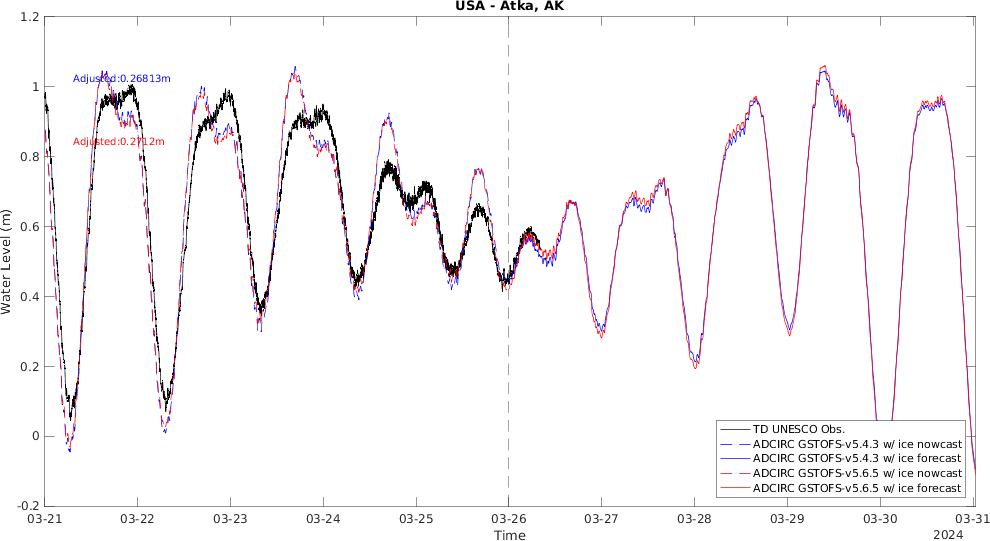 USA - Atka, AK
1.2
1
0.8
0.6
0.4
0.2
0
-0.2
Water Level (m)
Adjusted:0.26813m
Adjusted:0.2712m
TD UNESCO Obs.
ADCIRC GSTOFS-v5.4.3 w/ ice nowcast
ADCIRC GSTOFS-v5.4.3 w/ ice forecast
ADCIRC GSTOFS-v5.6.5 w/ ice nowcast
ADCIRC GSTOFS-v5.6.5 w/ ice forecast
03-21 03-22 03-23 03-24 03-25 03-26 03-27 03-28 03-29 03-30 03-31
Time
2024